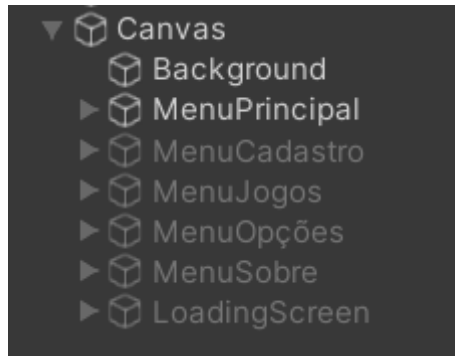 Canvas
Background
MenuPrincipal
MenuCadastro
MenuJogos
MenuOpções
MenuSobre
LoadingScreen